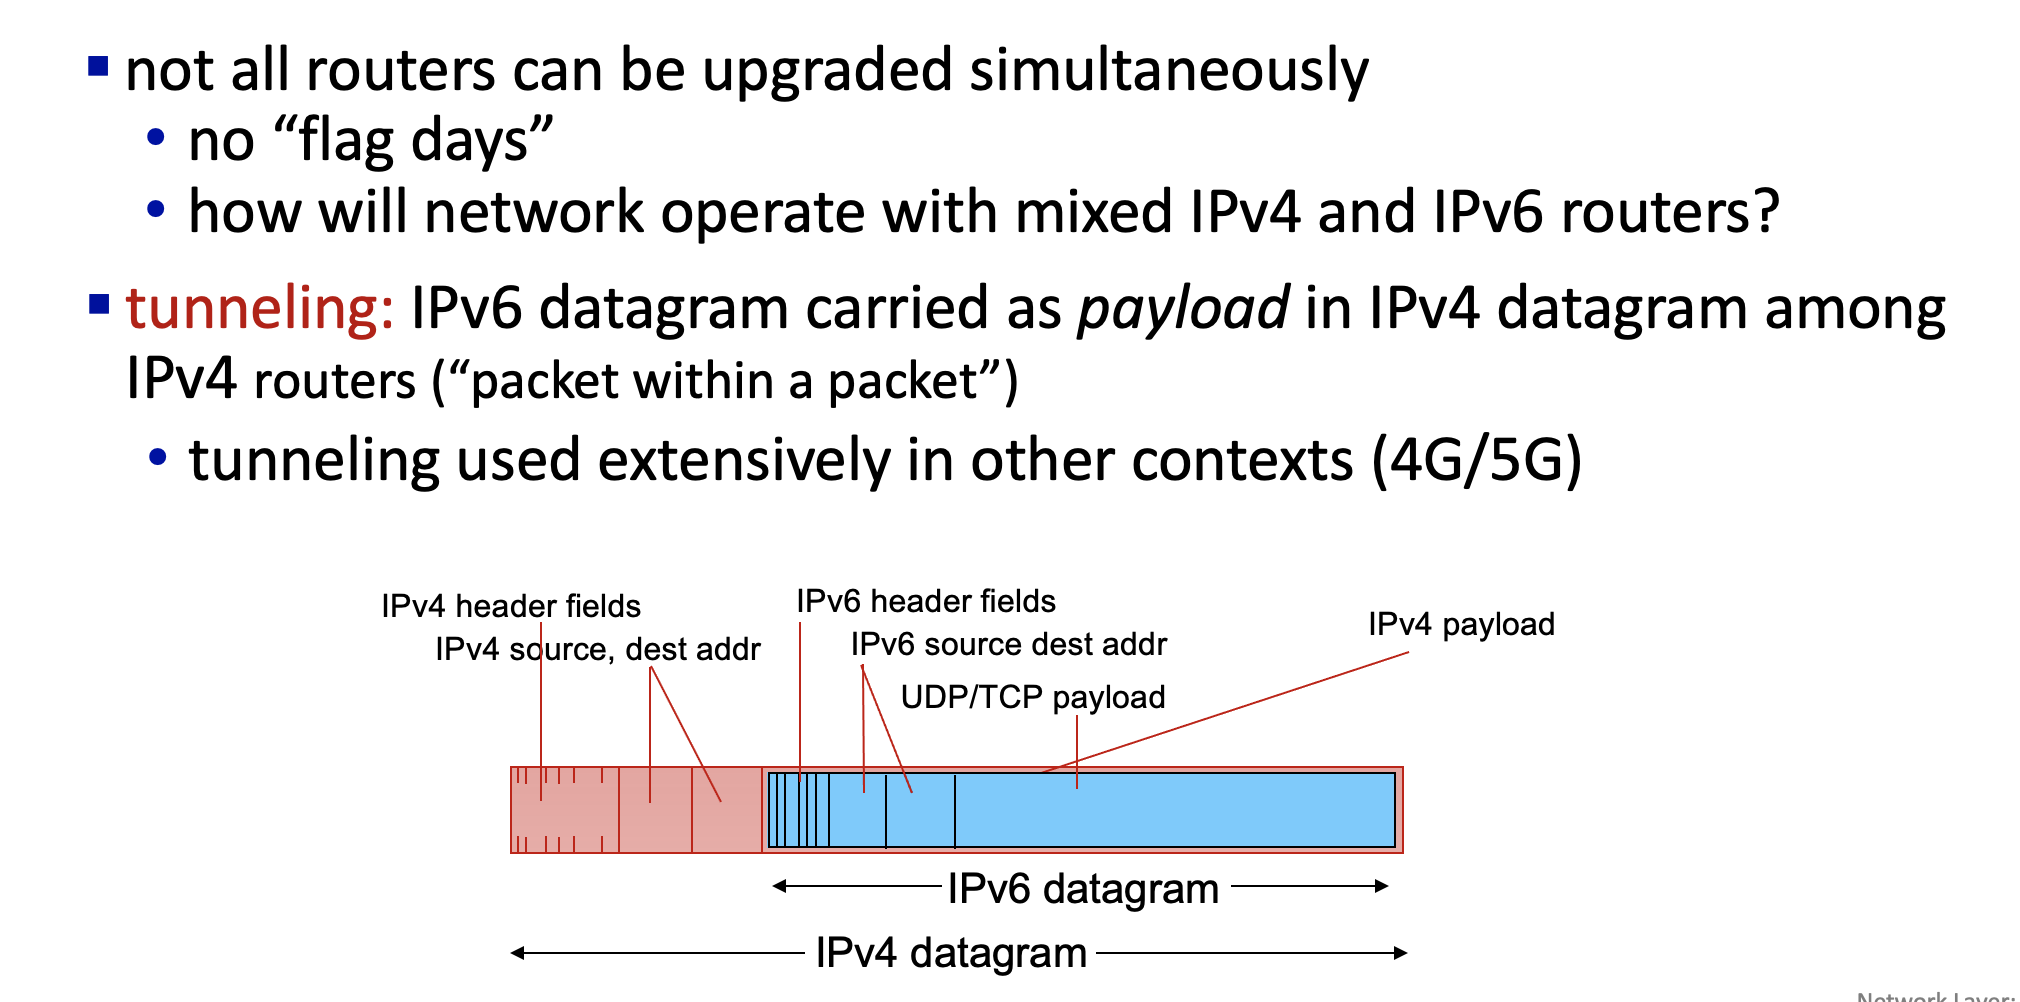 not all routers can be upgraded simultaneously
no “flag days”
how will network operate with mixed IPv4 and IPv6 routers?
tunneling: IPv6 datagram carried as payload in IPv4 datagram among
IPv4 routers (“packet within a packet”)
tunneling used extensively in other contexts (4G/5G)
IPv4 header fields
IPv4 source, dest addr
IPv6 header fields
IPv6 source dest addr
UDP/TCP payload
IPv4 payload
IPv6 datagram
IPv4 datagram
Network Layer: